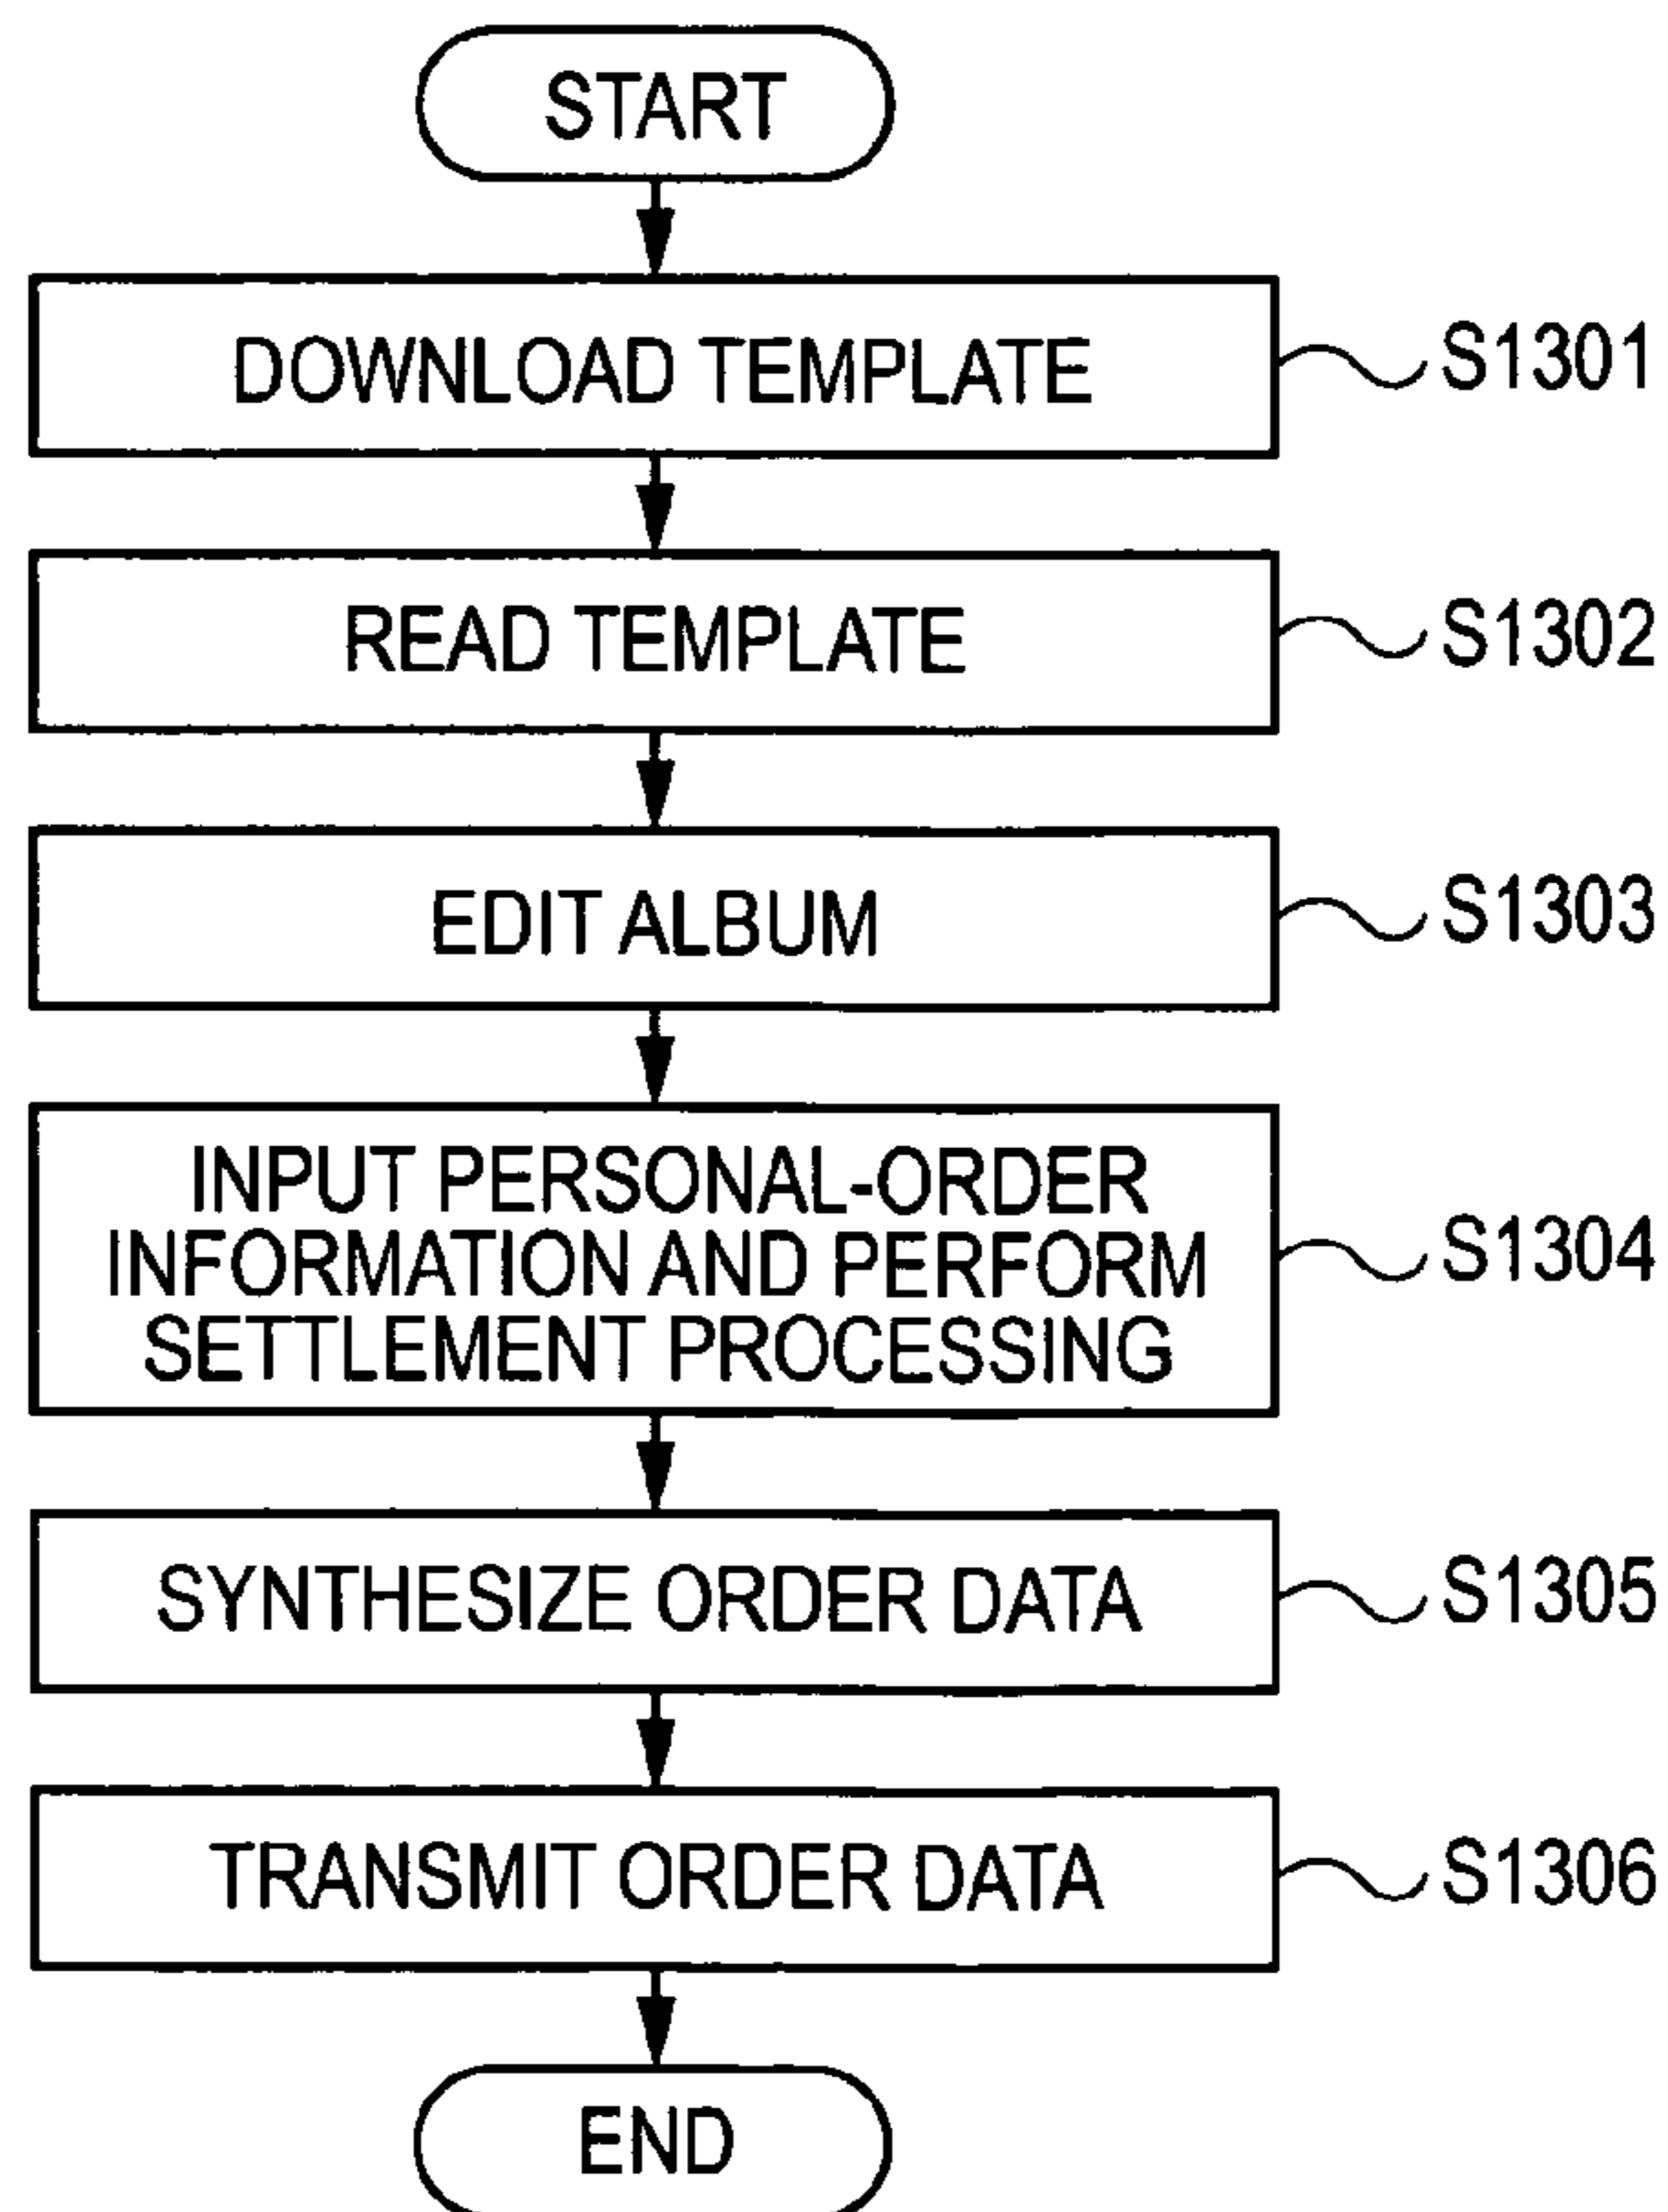 START
DOWNLOAD TEMPLATE
S1301
READ TEMPLATE
S1302
EDIT ALBUM
S1303
INPUT PERSONAL-ORDER
INFORMATION AND PERFORM
SETTLEMENT PROCESSING
S1304
SYNTHESIZE ORDER DATA
S1305
TRANSMIT ORDER DATA
S1306
END